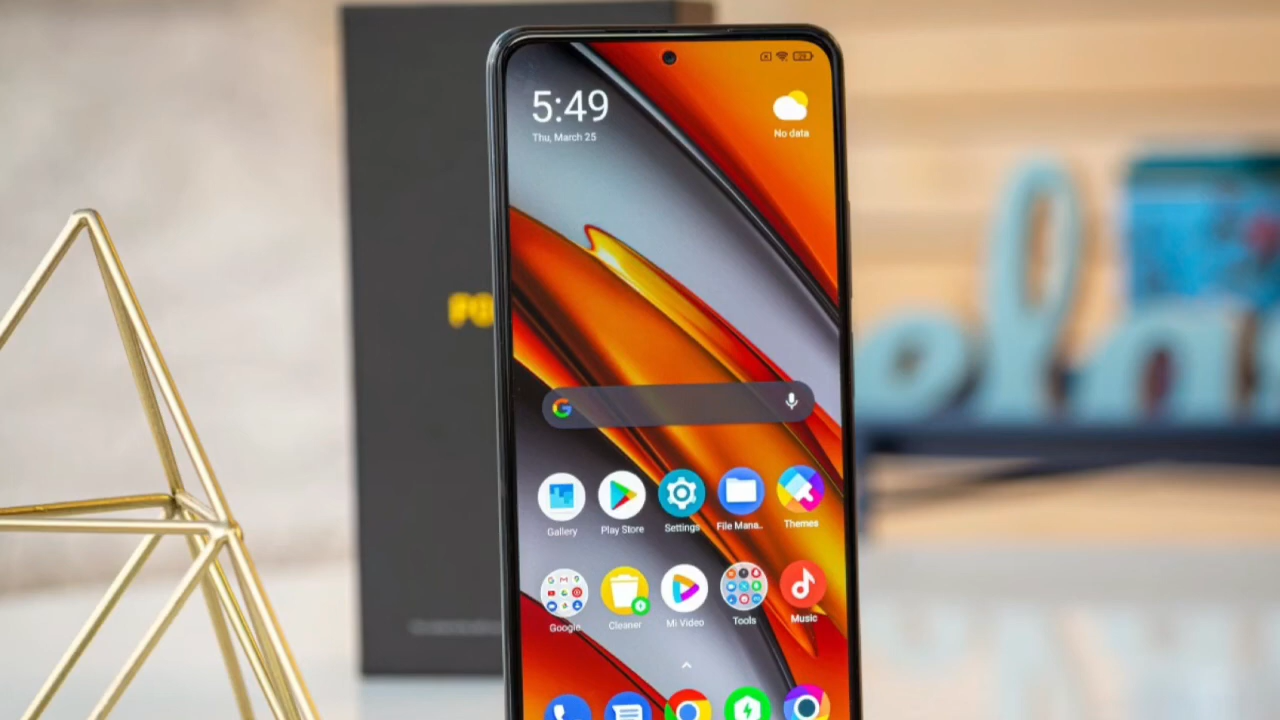 5:49
Thu, March 25
No data
Gallery
Play Store
Settings
File Mana..
Themes
Google
Cleaner
Mi Video
Tools
Music